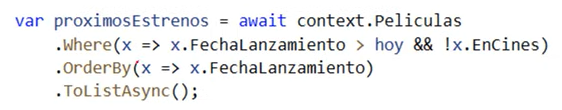 var proximosEstrenos = await context.Peliculas
.Where(x => x.FechaLanzamiento > hoy && !x.EnCines)
.OrderBy(x => x.FechaLanzamiento)
.ToListAsync();